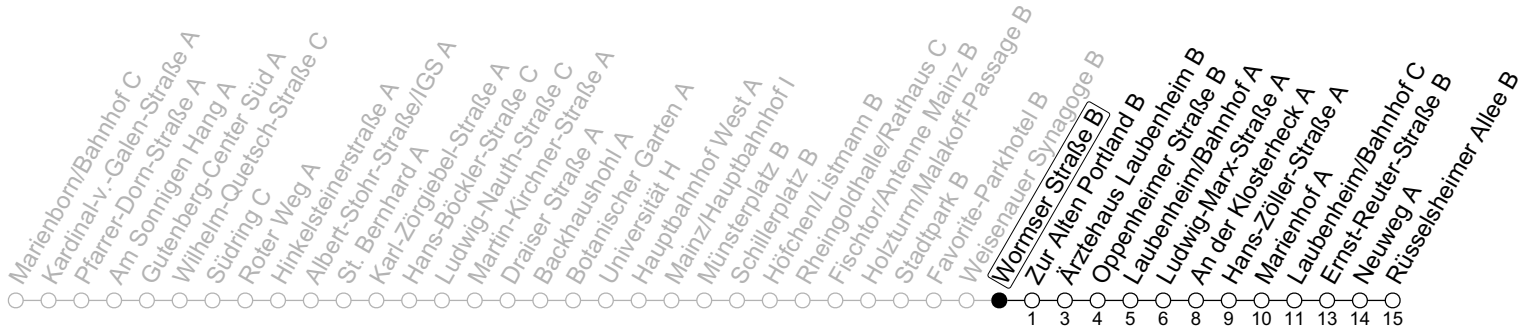 Marienborn/Bahnhof C
Kardinal-v.-Galen-Straße A
Pfarrer-Dorn-Straße A
Am Sonnigen Hang A
Gutenberg-Center Süd A
Wilhelm-Quetsch-Straße C
Südring C
Roter Weg A
Hinkelsteinerstraße A
Albert-Stohr-Straße/IGS A
St. Bernhard A
Karl-Zörgiebel-Straße A
Hans-Böckler-Straße C
Ludwig-Nauth-Straße C
Martin-Kirchner-Straße A
Draiser Straße A
Backhaushohl A
Botanischer Garten A
Universität H
Hauptbahnhof West A
Mainz/Hauptbahnhof I
Münsterplatz B
Schillerplatz B
Höfchen/Listmann B
Rheingoldhalle/Rathaus C
Fischtor/Antenne Mainz B
Holzturm/Malakoff-Passage B
Stadtpark B
Favorite-Parkhotel B
Weisenauer Synagoge B
Wormser Straße B
Zur Alten Portland B
Ärztehaus Laubenheim B
Oppenheimer Straße B
Laubenheim/Bahnhof A
Ludwig-Marx-Straße A
An der Klosterheck A
Hans-Zöller-Straße A
Marienhof A
Laubenheim/Bahnhof C
Ernst-Reuter-Straße B
Neuweg A
Rüsselsheimer Allee B
1 3 4 5 6 8 9 10 11 13 14 15